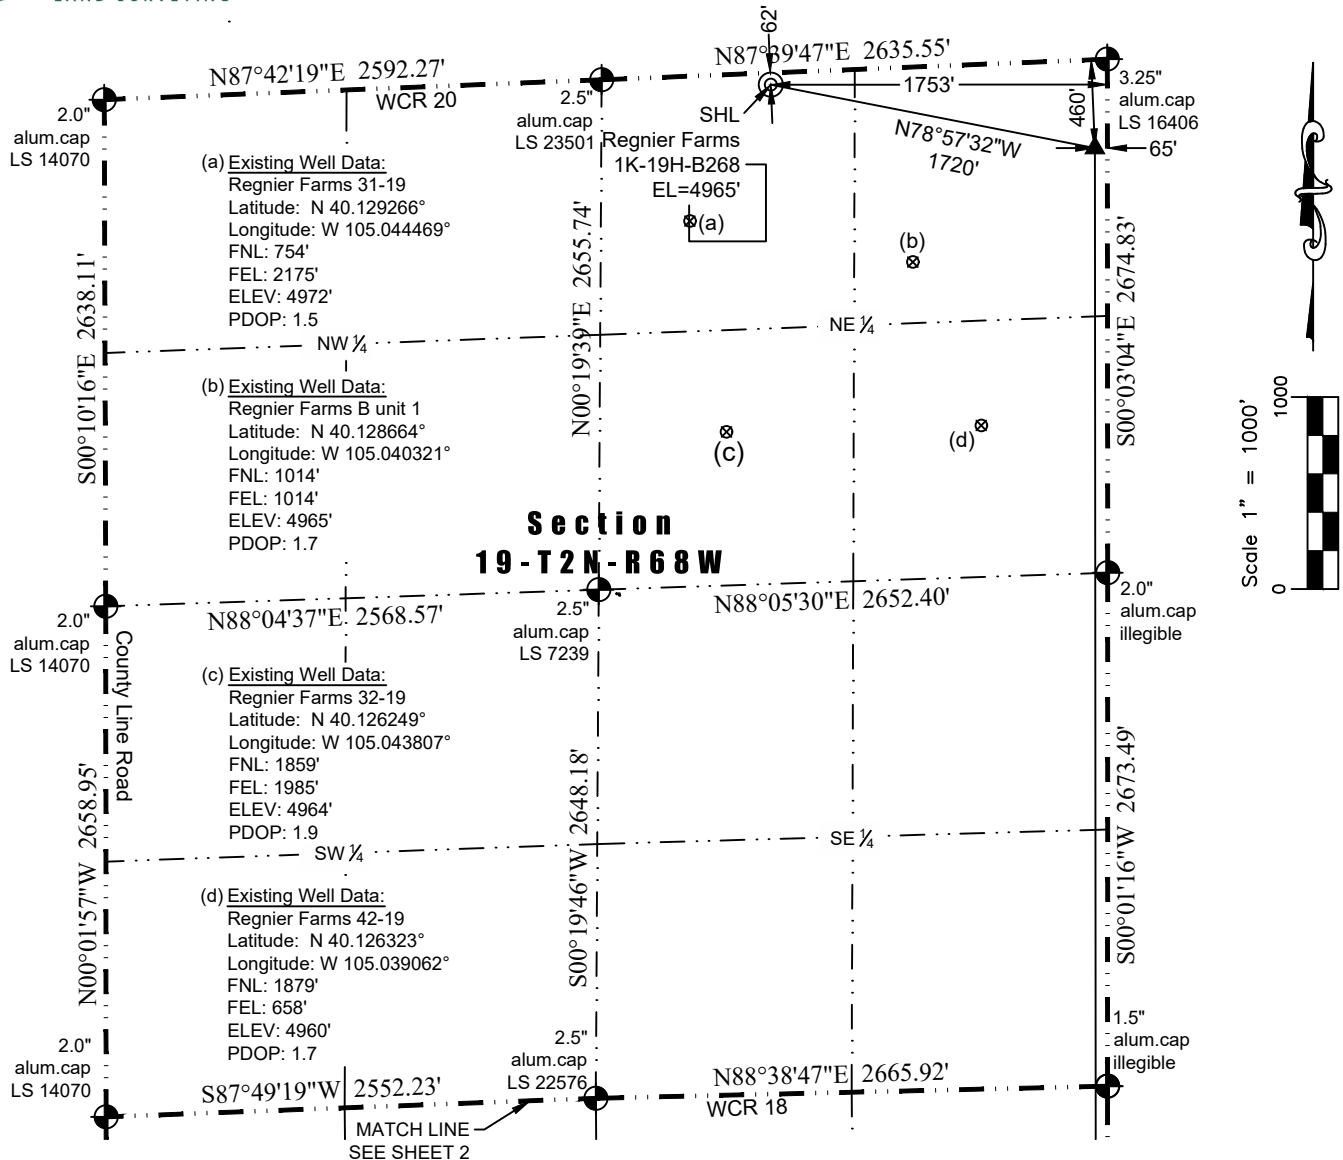 LAND SURVEYING
N87°42'19"E 2592.27'
WCR 20
N87°39'47"E 2635.55'
62'
1753'
460'
65'
N78°57'32"W
1720'
2.0"
alum.cap
LS 14070
2.5"
alum.cap
LS 23501
3.25"
alum.cap
LS 16406
SHL
Regnier Farms
1K-19H-B268
EL=4965'
(a)
(b)
(c)
(d)
(a) Existing Well Data:
Regnier Farms 31-19
Latitude: N 40.129266°
Longitude: W 105.044469°
FNL: 754'
FEL: 2175'
ELEV: 4972'
PDOP: 1.5
S00°10'16"E 2638.11'
N00°19'39"E 2655.74'
S00°03'04"E 2674.83'
NW ¼
NE ¼
(b) Existing Well Data:
Regnier Farms B unit 1
Latitude: N 40.128664°
Longitude: W 105.040321°
FNL: 1014'
FEL: 1014'
ELEV: 4965'
PDOP: 1.7
Section
19-T2N-R68W
Scale 1" = 1000'
0
1000
2.0"
alum.cap
LS 14070
N88°04'37"E 2568.57'
2.5"
alum.cap
LS 7239
N88°05'30"E 2652.40'
2.0"
alum.cap
illegible
County Line Road
(c) Existing Well Data:
Regnier Farms 32-19
Latitude: N 40.126249°
Longitude: W 105.043807°
FNL: 1859'
FEL: 1985'
ELEV: 4964'
PDOP: 1.9
N00°01'57"W 2658.95'
S00°19'46"W 2648.18'
S00°01'16"W 2673.49'
SW ¼
SE ¼
(d) Existing Well Data:
Regnier Farms 42-19
Latitude: N 40.126323°
Longitude: W 105.039062°
FNL: 1879'
FEL: 658'
ELEV: 4960'
PDOP: 1.7
2.0"
alum.cap
LS 14070
S87°49'19"W 2552.23'
2.5"
alum.cap
LS 22576
N88°38'47"E 2665.92'
WCR 18
1.5"
alum.cap
illegible
MATCH LINE
SEE SHEET 2